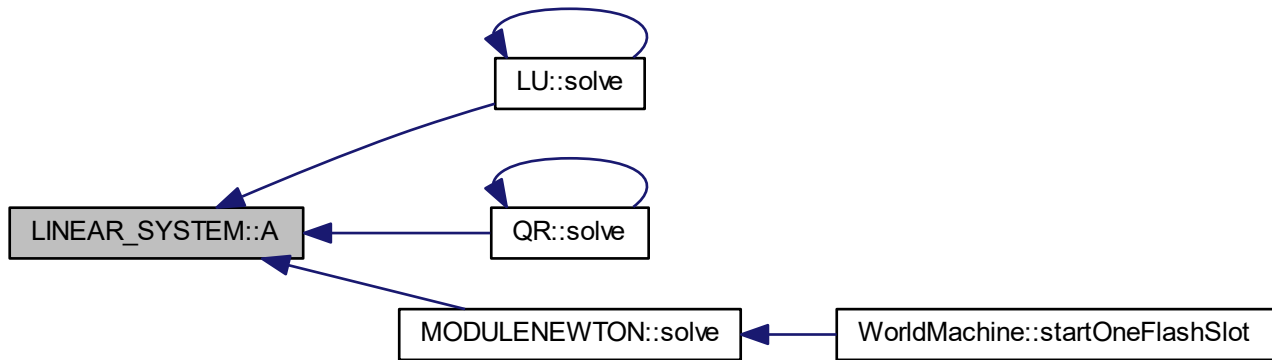 LU::solve
LINEAR_SYSTEM::A
QR::solve
MODULENEWTON::solve
WorldMachine::startOneFlashSlot